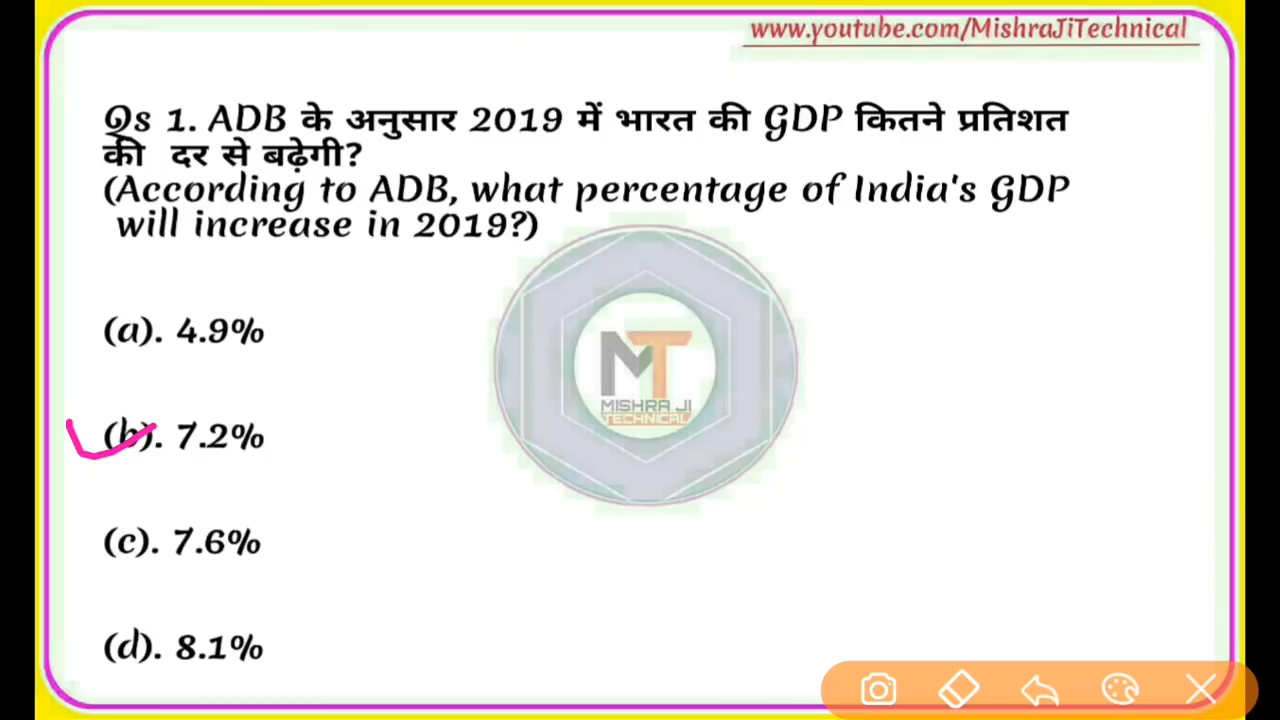 www.youtube.com/MishraJiTechnical
Qs 1. ADB के अनुसार 2019 में भारत की GDP कितने प्रतिशत
की दर से बढ़ेगी?
(According to ADB, what percentage of India's GDP
will increase in 2019?)
(a). 4.9%
MT
MISHRA JI
TECHNICAL
(b). 7.2%
(c). 7.6%
(d). 8.1%